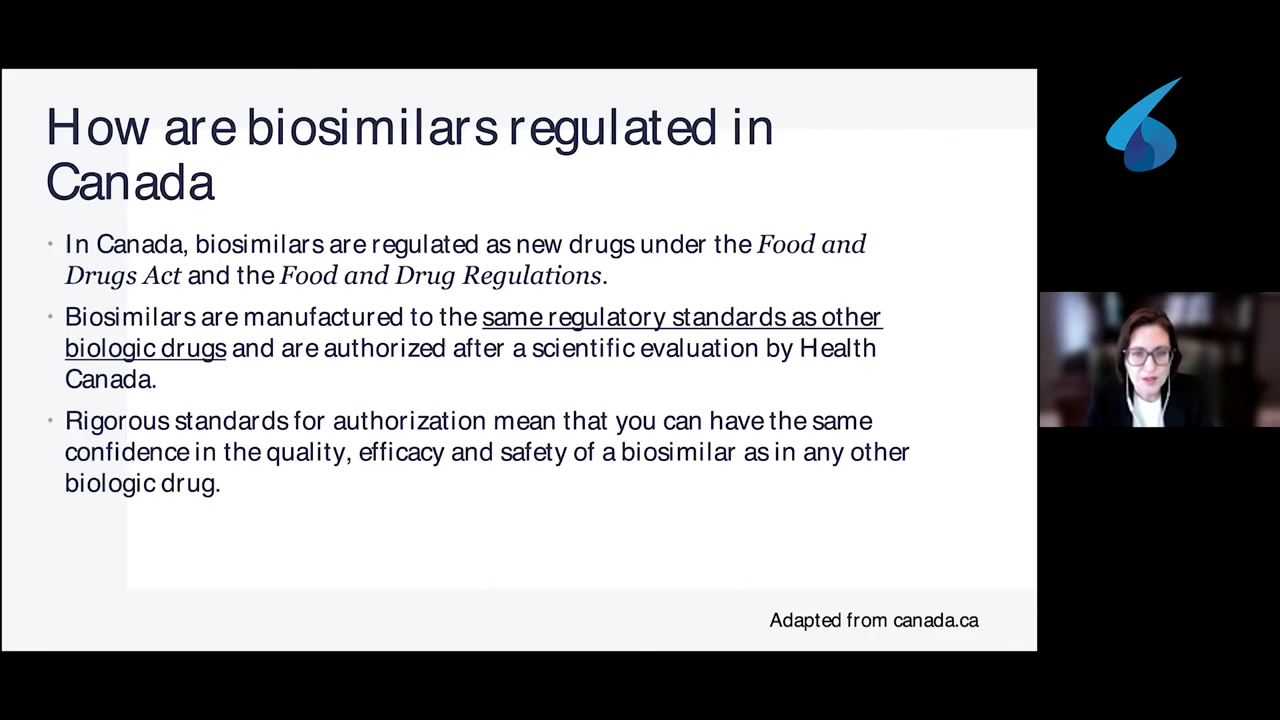 How are biosimilars regulated in
Canada
• In Canada, biosimilars are regulated as new drugs under the Food and
Drugs Act and the Food and Drug Regulations.
• Biosimilars are manufactured to the same regulatory standards as other
biologic drugs and are authorized after a scientific evaluation by Health
Canada.
• Rigorous standards for authorization mean that you can have the same
confidence in the quality, efficacy and safety of a biosimilar as in any other
biologic drug.
Adapted from canada.ca